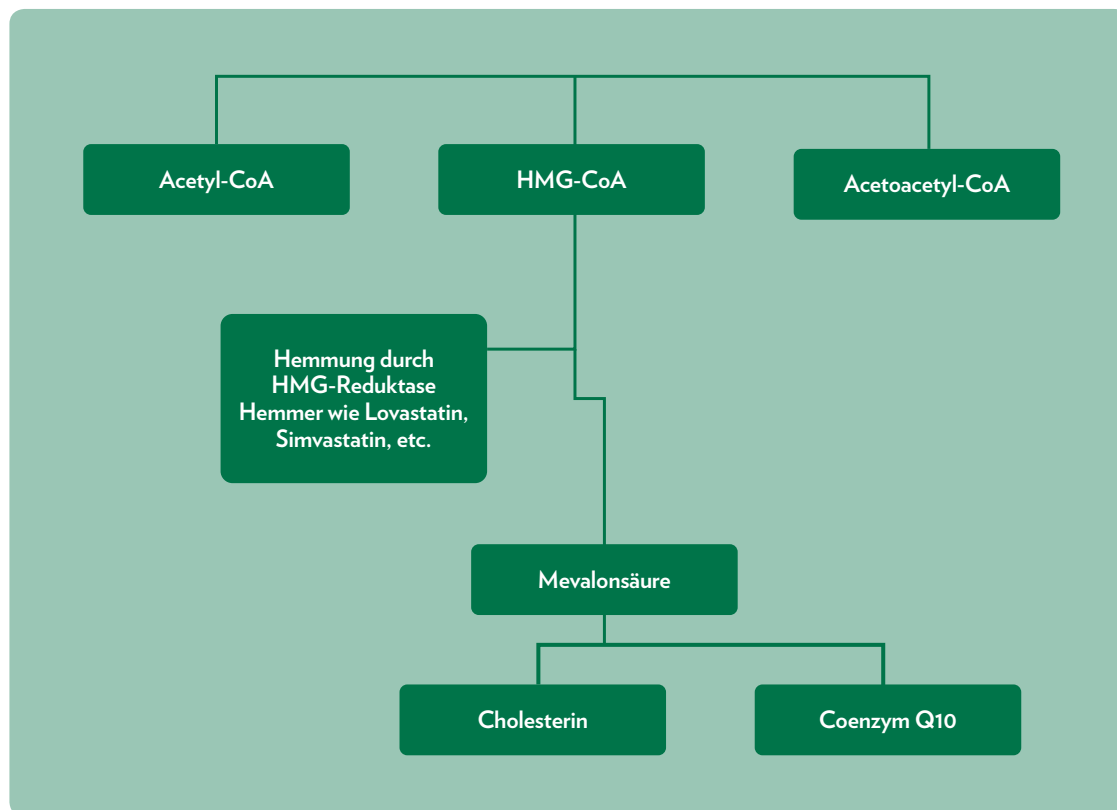 Acetyl-CoA
HMG-CoA
Acetoacetyl-CoA
Hemmung durch
HMG-Reduktase
Hemmer wie Lovastatin,
Simvastatin, etc.
Mevalonsäure
Cholesterin
Coenzym Q10